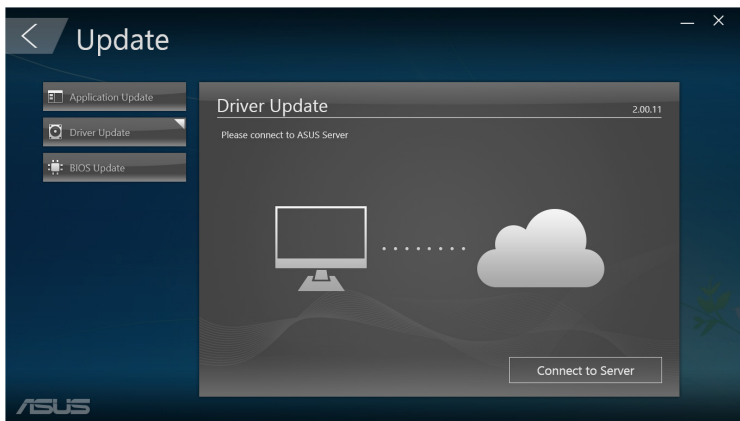 Update
Application Update
Driver Update
BIOS Update
Driver Update
2.00.11
Please connect to ASUS Server
Connect to Server
ASUS